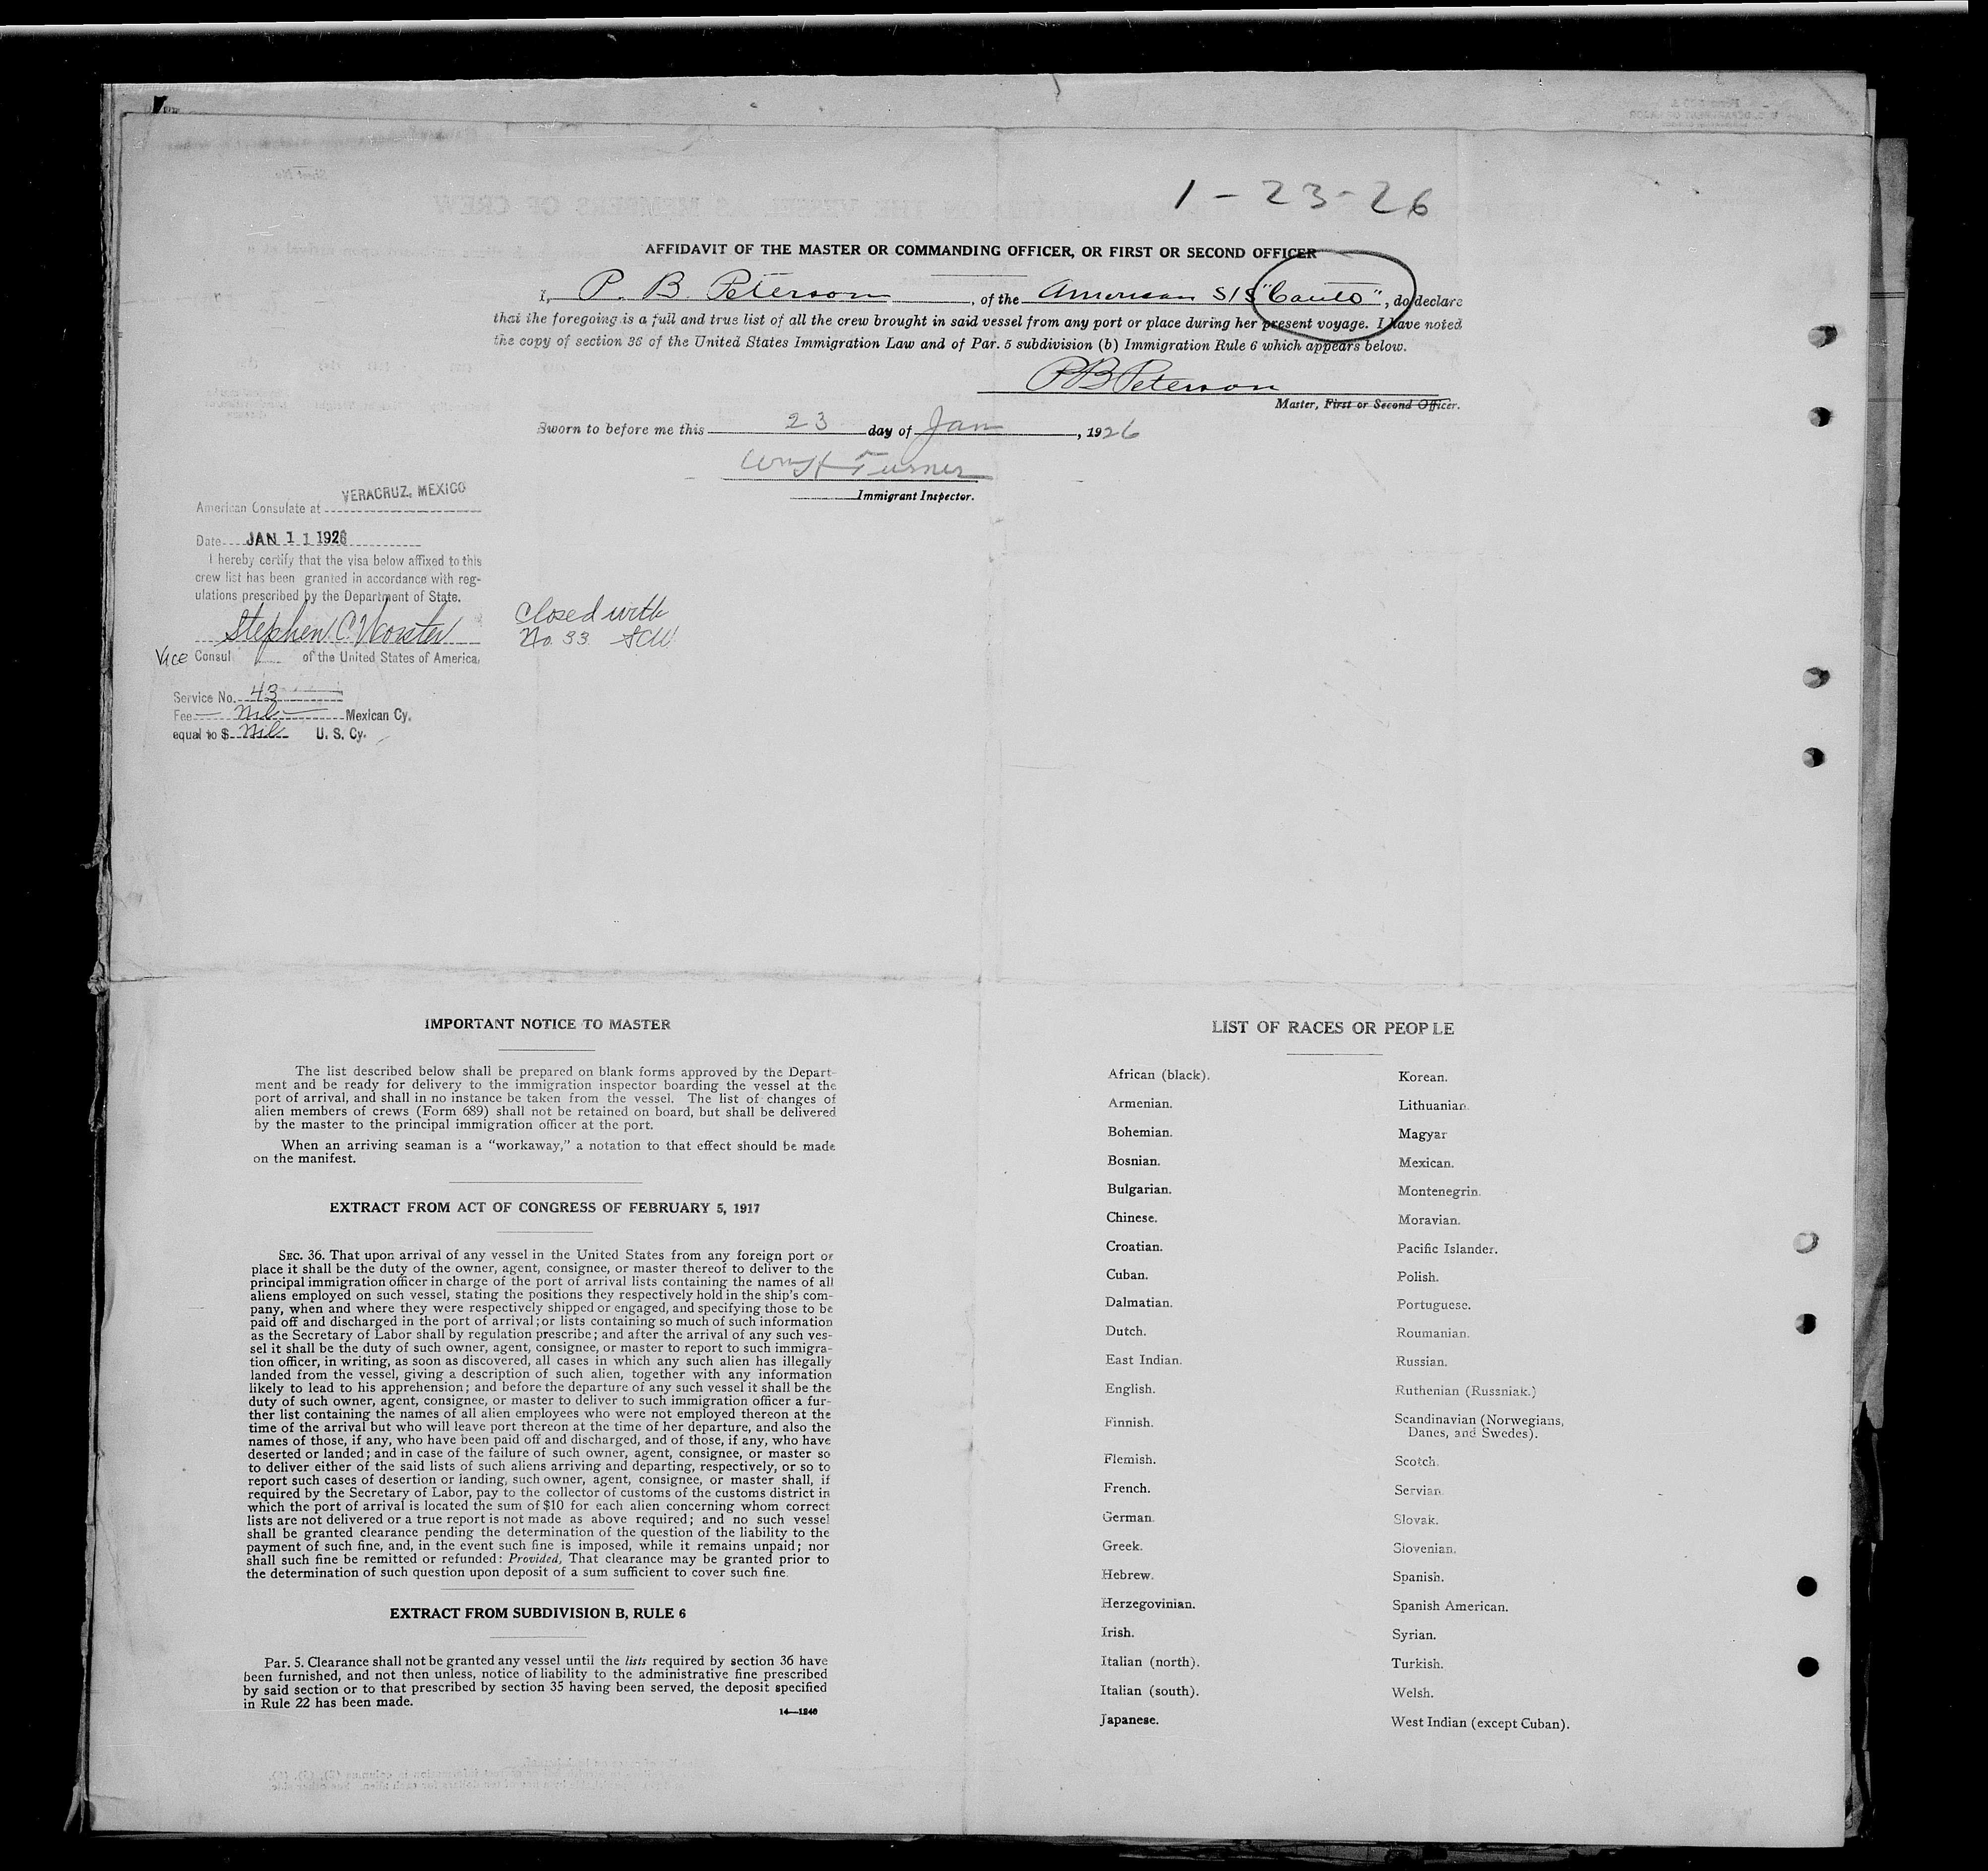 1-23-26
AFFIDAVIT OF THE MASTER OR COMMANDING OFFICER, OR FIRST OR SECOND OFFICER
I, P. B. Peterson, of the American S/S "Cauto", do declare
that the foregoing is a full and true list of all the crew brought in said vessel from any port or place during her present voyage. I have noted
the copy of section 36 of the United States Immigration Law and of Par. 5 subdivision (b) Immigration Rule 6 which appears below.
P B Peterson
Master, First or Second Officer.
Sworn to before me this 23 day of Jan, 1926
Wm H Turner
Immigrant Inspector.
American Consulate at VERACRUZ, MEXICO
Date JAN 11 1926
I hereby certify that the visa below affixed to this
crew list has been granted in accordance with reg-
ulations prescribed by the Department of State.
Stephen C. Worster
Vice Consul of the United States of America.
Closed with
No. 33. SCW
Service No. 43
Fee Nil Mexican Cy.
equal to $ Nil U. S. Cy.
IMPORTANT NOTICE TO MASTER
The list described below shall be prepared on blank forms approved by the Depart-
ment and be ready for delivery to the immigration inspector boarding the vessel at the
port of arrival, and shall in no instance be taken from the vessel. The list of changes of
alien members of crews (Form 689) shall not be retained on board, but shall be delivered
by the master to the principal immigration officer at the port.
When an arriving seaman is a "workaway," a notation to that effect should be made
on the manifest.
EXTRACT FROM ACT OF CONGRESS OF FEBRUARY 5, 1917
SEC. 36. That upon arrival of any vessel in the United States from any foreign port or
place it shall be the duty of the owner, agent, consignee, or master thereof to deliver to the
principal immigration officer in charge of the port of arrival lists containing the names of all
aliens employed on such vessel, stating the positions they respectively hold in the ship's com-
pany, when and where they were respectively shipped or engaged, and specifying those to be
paid off and discharged in the port of arrival; or lists containing so much of such information
as the Secretary of Labor shall by regulation prescribe; and after the arrival of any such ves-
sel it shall be the duty of such owner, agent, consignee, or master to report to such immigra-
tion officer, in writing, as soon as discovered, all cases in which any such alien has illegally
landed from the vessel, giving a description of such alien, together with any information
likely to lead to his apprehension; and before the departure of any such vessel it shall be the
duty of such owner, agent, consignee, or master to deliver to such immigration officer a fur-
ther list containing the names of all alien employees who were not employed thereon at the
time of the arrival but who will leave port thereon at the time of her departure, and also the
names of those, if any, who have been paid off and discharged, and of those, if any, who have
deserted or landed; and in case of the failure of such owner, agent, consignee, or master so
to deliver either of the said lists of such aliens arriving and departing, respectively, or so to
report such cases of desertion or landing, such owner, agent, consignee, or master shall, if
required by the Secretary of Labor, pay to the collector of customs of the customs district in
which the port of arrival is located the sum of $10 for each alien concerning whom correct
lists are not delivered or a true report is not made as above required; and no such vessel
shall be granted clearance pending the determination of the question of the liability to the
payment of such fine, and, in the event such fine is imposed, while it remains unpaid; nor
shall such fine be remitted or refunded: Provided, That clearance may be granted prior to
the determination of such question upon deposit of a sum sufficient to cover such fine.
EXTRACT FROM SUBDIVISION B, RULE 6
Par. 5. Clearance shall not be granted any vessel until the lists required by section 36 have
been furnished, and not then unless, notice of liability to the administrative fine prescribed
by said section or to that prescribed by section 35 having been served, the deposit specified
in Rule 22 has been made.
14—1240
LIST OF RACES OR PEOPLE
African (black).
Armenian.
Bohemian.
Bosnian.
Bulgarian.
Chinese.
Croatian.
Cuban.
Dalmatian.
Dutch.
East Indian.
English.
Finnish.
Flemish.
French.
German.
Greek.
Hebrew.
Herzegovinian.
Irish.
Italian (north).
Italian (south).
Japanese.
Korean.
Lithuanian.
Magyar
Mexican.
Montenegrin.
Moravian.
Pacific Islander.
Polish.
Portuguese.
Roumanian.
Russian.
Ruthenian (Russniak.)
Scandinavian (Norwegians,
Danes, and Swedes).
Scotch.
Servian.
Slovak.
Slovenian.
Spanish.
Spanish American.
Syrian.
Turkish.
Welsh.
West Indian (except Cuban).